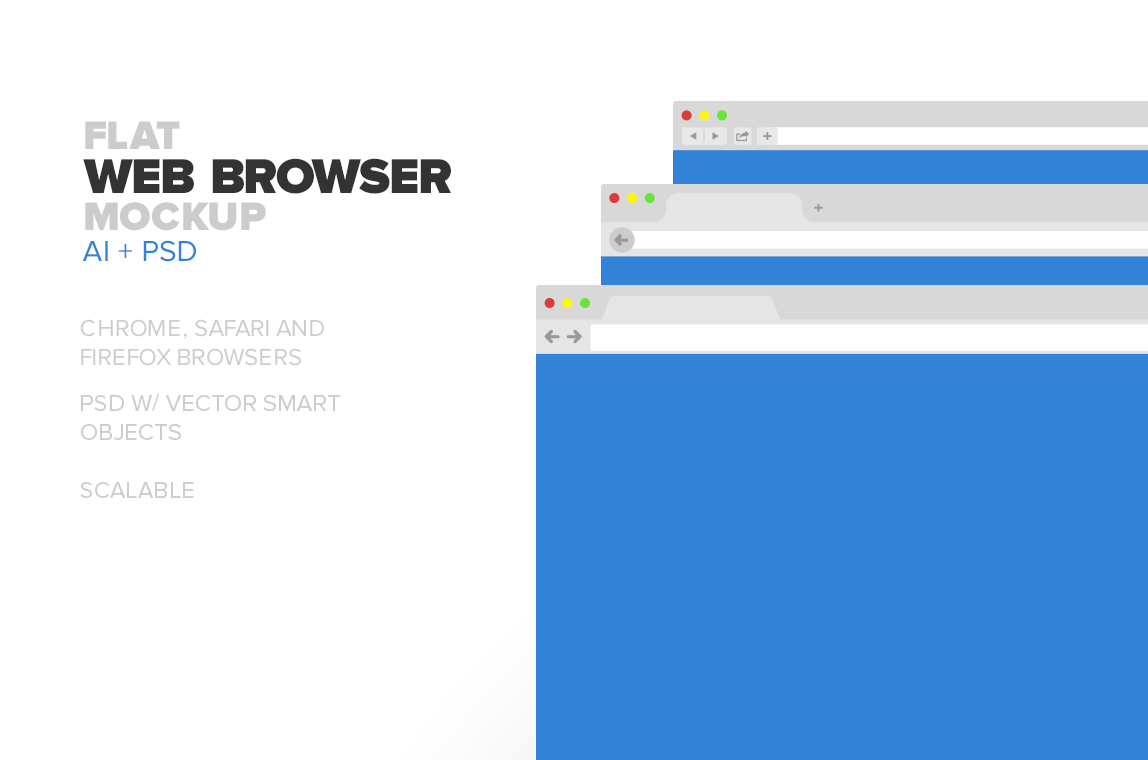 FLAT
WEB BROWSER
MOCKUP
AI + PSD
CHROME, SAFARI AND
FIREFOX BROWSERS
PSD W/ VECTOR SMART
OBJECTS
SCALABLE